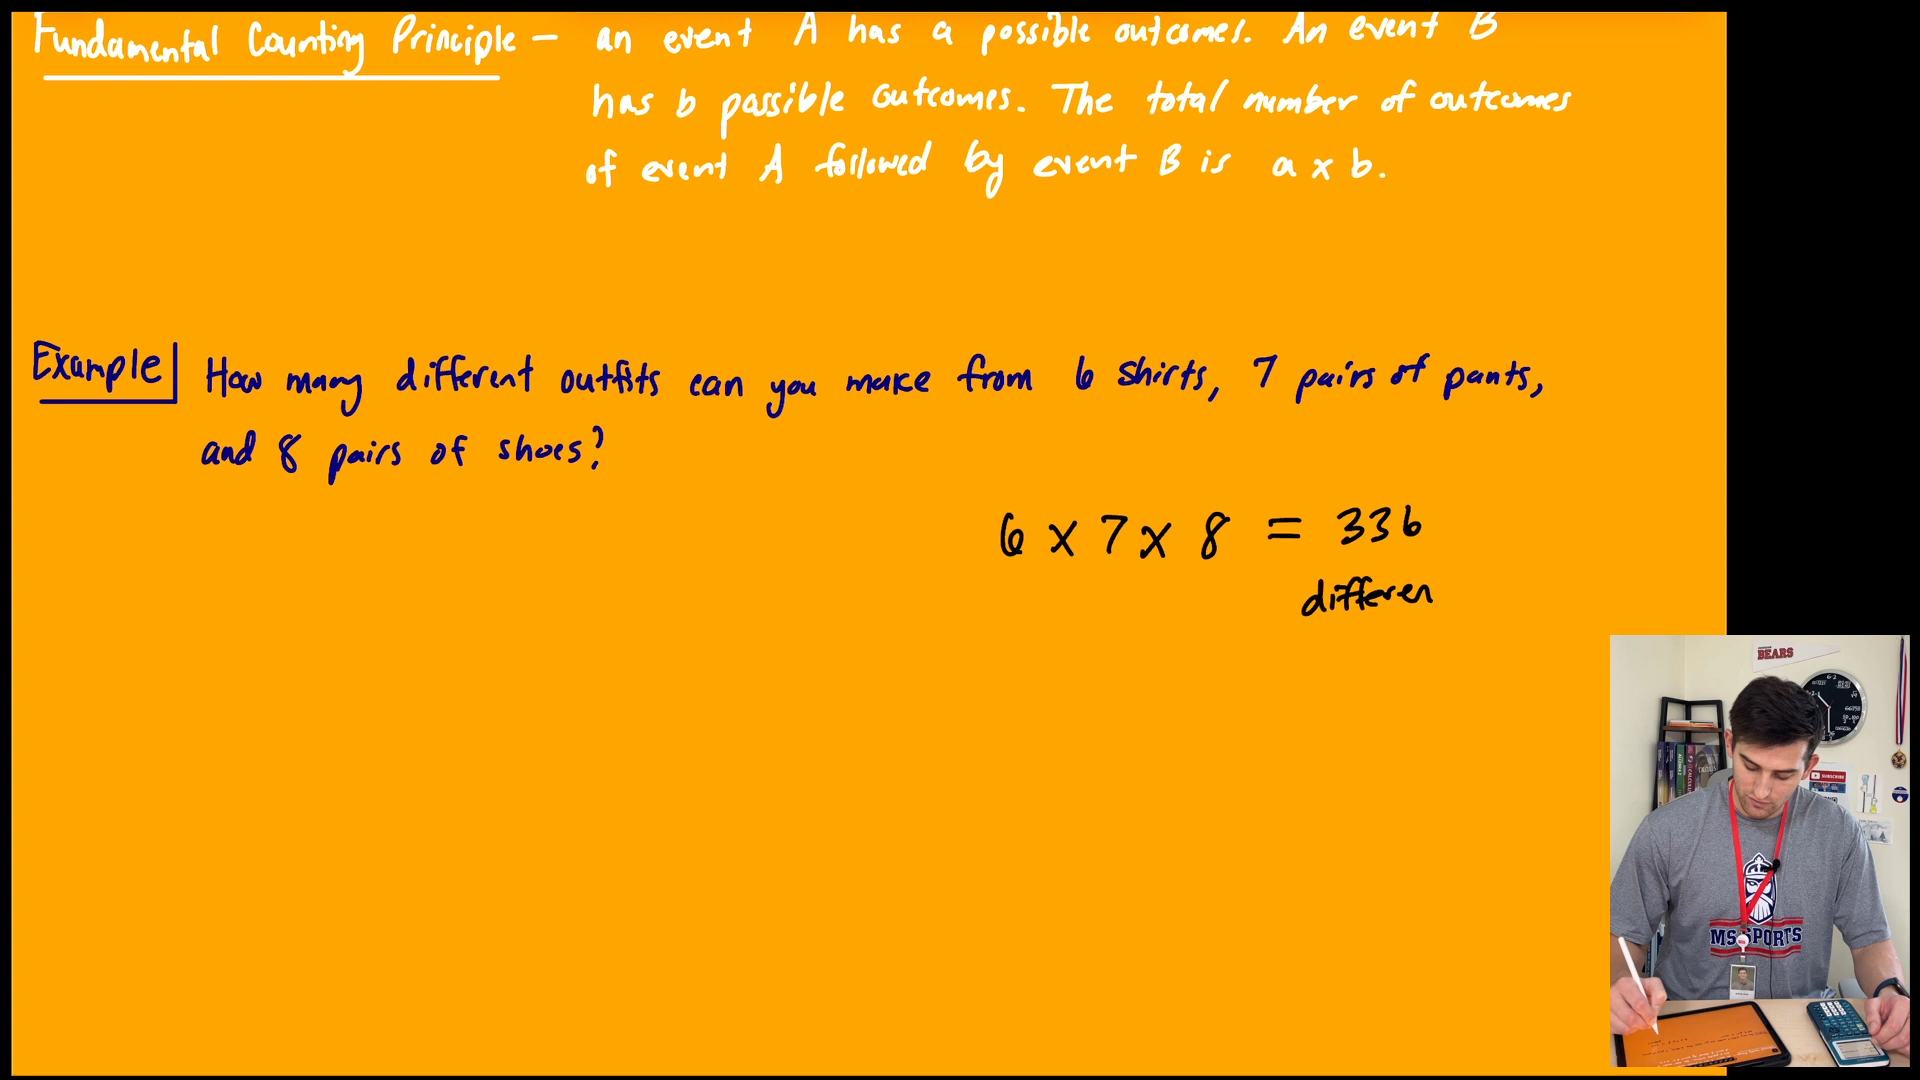 Fundamental Counting Principle – an event A has a possible outcomes. An event B
has b possible outcomes. The total number of outcomes
of event A followed by event B is a x b.
Example How many different outfits can you make from 6 shirts, 7 pairs of pants,
and 8 pairs of shoes?
6 x 7 x 8 = 336
differen
BEARS
SUBSCRIBE
MS SPORTS